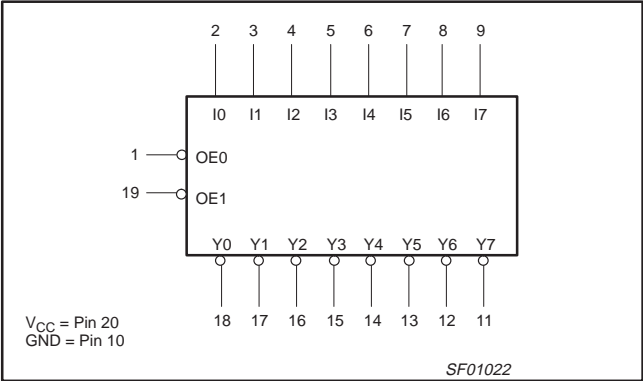 2 3 4 5 6 7 8 9
I0 I1 I2 I3 I4 I5 I6 I7
1 OE0
19 OE1
Y0 Y1 Y2 Y3 Y4 Y5 Y6 Y7
18 17 16 15 14 13 12 11
VCC = Pin 20
GND = Pin 10
SF01022